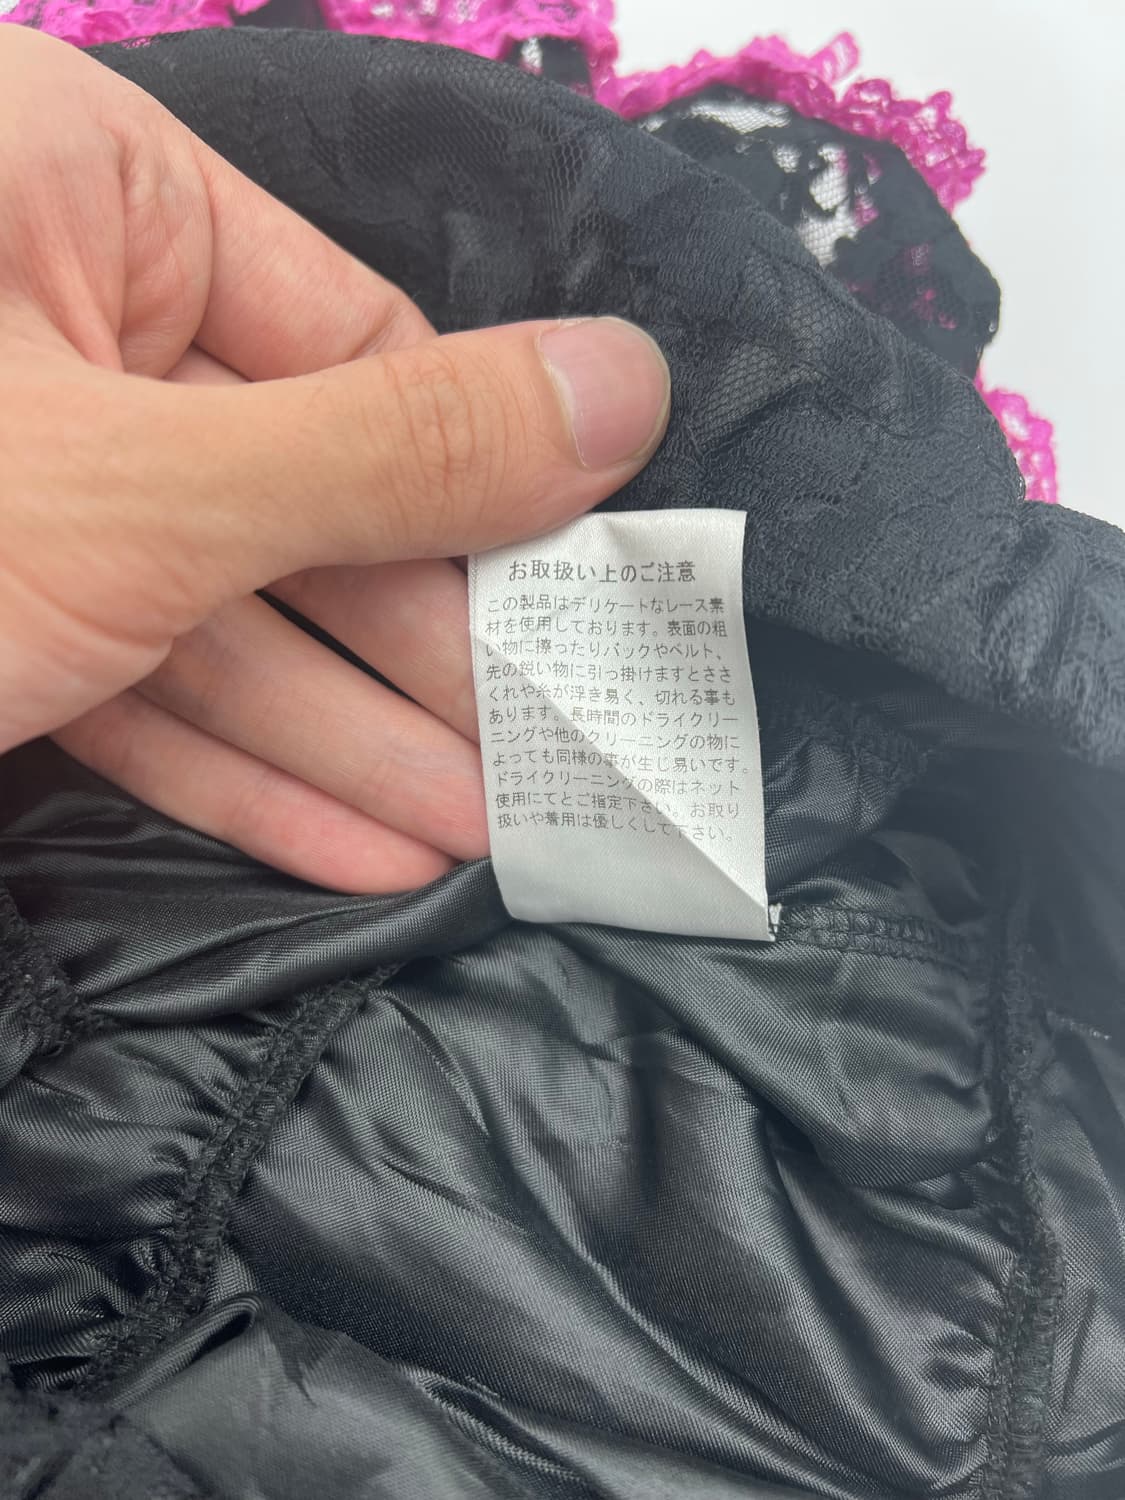 お取扱い上のご注意
この製品はデリケートなレース素
材を使用しております。表面の粗
い物に擦ったりバックやベルト、
先の鋭い物に引っ掛けますとささ
くれや糸が浮き易く、切れる事も
あります。長時間のドライクリー
ニングや他のクリーニングの物に
よっても同様の事が生じ易いです。
ドライクリーニングの際はネット
使用にてとご指定下さい。お取り
扱いや着用は優しくして下さい。